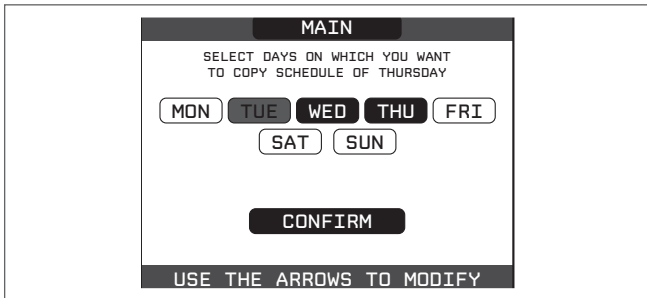 MAIN
SELECT DAYS ON WHICH YOU WANT
TO COPY SCHEDULE OF THURSDAY
MON TUE WED THU FRI
SAT SUN
CONFIRM
USE THE ARROWS TO MODIFY